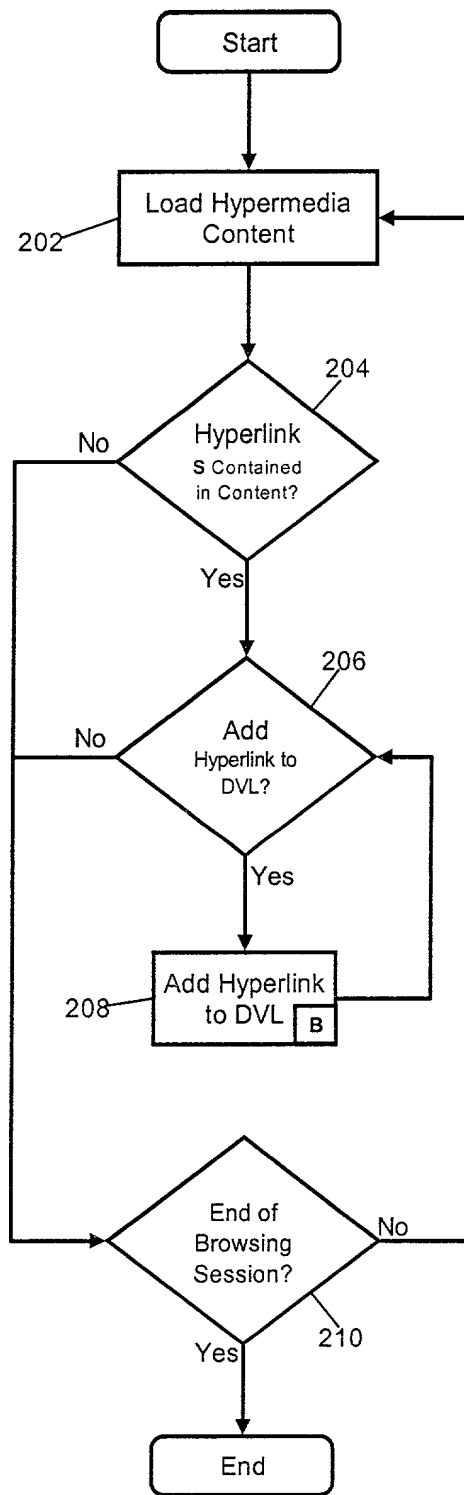 Start
Load Hypermedia
Content
202
204
Hyperlink
S Contained
in Content?
No
Yes
206
Add
Hyperlink to
DVL?
No
Yes
Add Hyperlink
to DVL
B
208
End of
Browsing
Session?
No
210
Yes
End